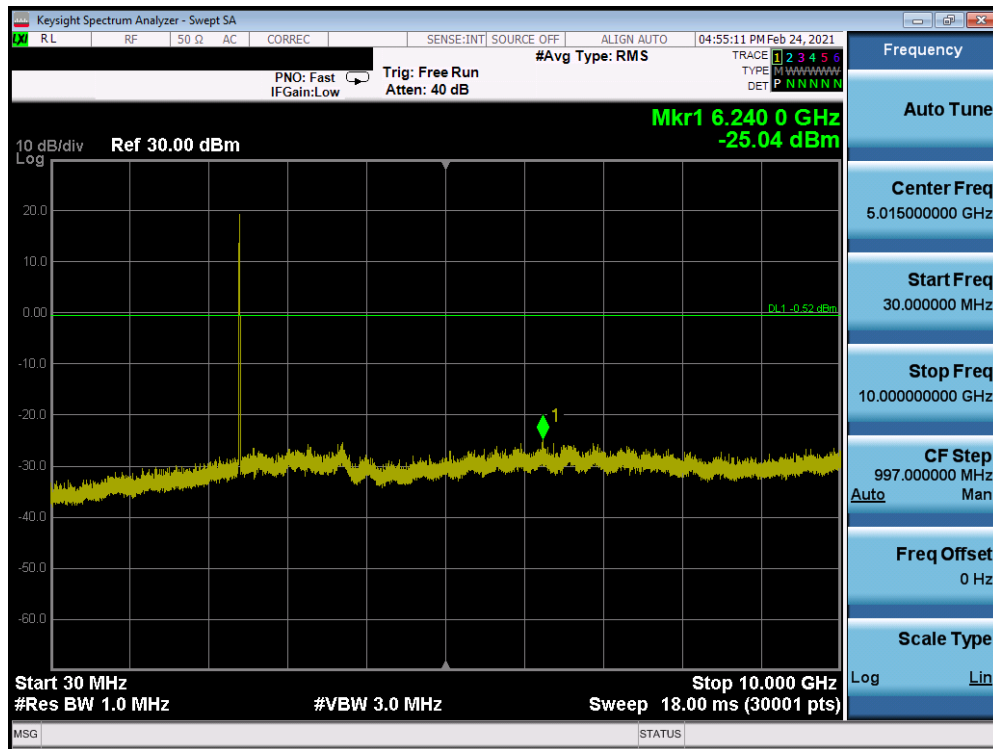 Keysight Spectrum Analyzer - Swept SA
LXI RL RF 50 Ω AC CORREC SENSE:INT SOURCE OFF ALIGN AUTO 04:55:11 PM Feb 24, 2021
#Avg Type: RMS
TRACE 1 2 3 4 5 6
PNO: Fast Trig: Free Run TYPE M W W W W W
IFGain:Low Atten: 40 dB DET P N N N N N
Mkr1 6.240 0 GHz
-25.04 dBm
10 dB/div Ref 30.00 dBm
Log
20.0
10.0
0.00
DL1 -0.52 dBm
-10.0
-20.0
1
-30.0
-40.0
-50.0
-60.0
Start 30 MHz Stop 10.000 GHz
#Res BW 1.0 MHz #VBW 3.0 MHz Sweep 18.00 ms (30001 pts)
MSG STATUS
Frequency
Auto Tune
Center Freq
5.015000000 GHz
Start Freq
30.000000 MHz
Stop Freq
10.000000000 GHz
CF Step
997.000000 MHz
Auto Man
Freq Offset
0 Hz
Scale Type
Log Lin